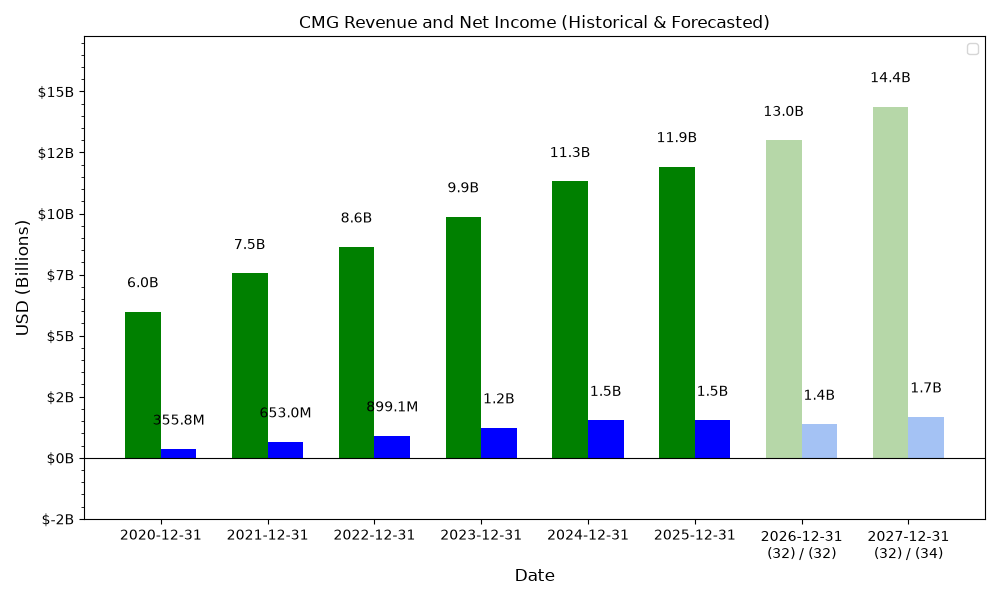 CMG Revenue and Net Income (Historical & Forecasted)
$15B
$12B
$10B
$7B
$5B
$2B
$0B
$-2B
USD (Billions)
6.0B
7.5B
8.6B
9.9B
11.3B
11.9B
13.0B
14.4B
355.8M
653.0M
899.1M
1.2B
1.5B
1.5B
1.4B
1.7B
2020-12-31
2021-12-31
2022-12-31
2023-12-31
2024-12-31
2025-12-31
2026-12-31
(32) / (32)
2027-12-31
(32) / (34)
Date